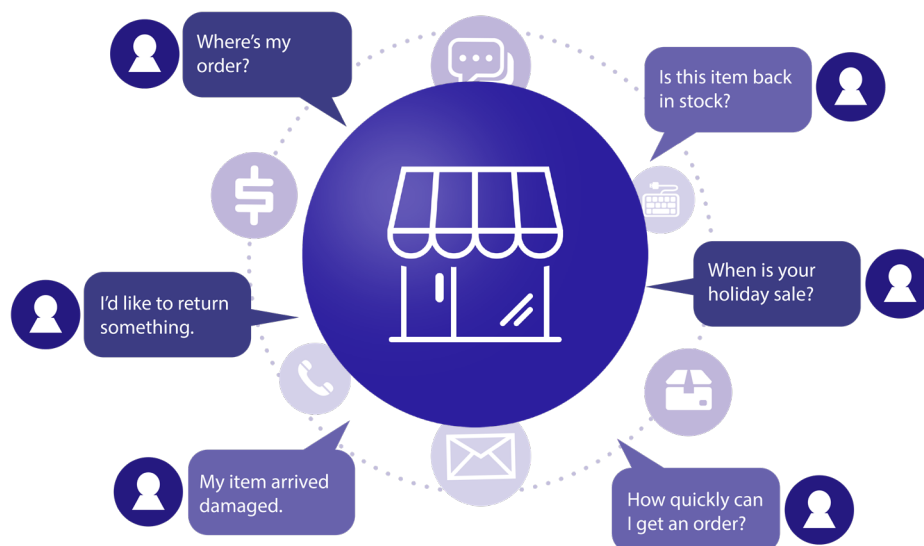 Where's my
order?
Is this item back
in stock?
I'd like to return
something.
When is your
holiday sale?
My item arrived
damaged.
How quickly can
I get an order?